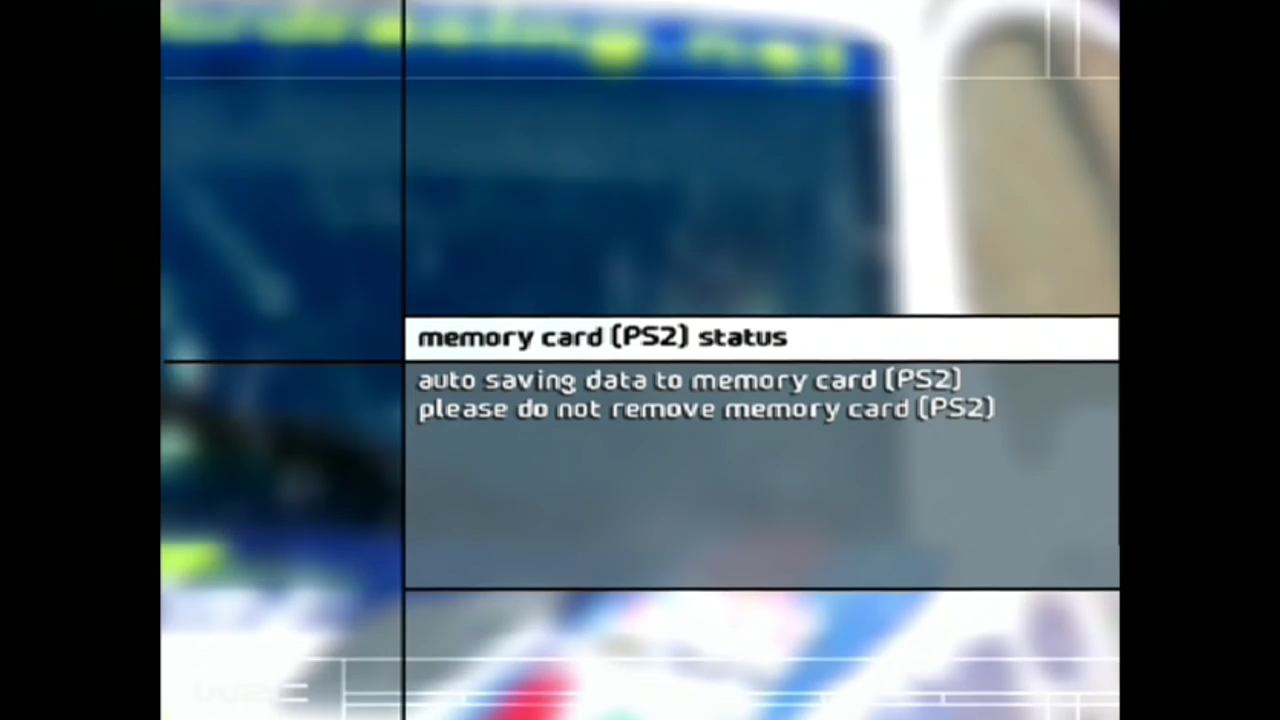 memory card (PS2) status
auto saving data to memory card (PS2)
please do not remove memory card (PS2)